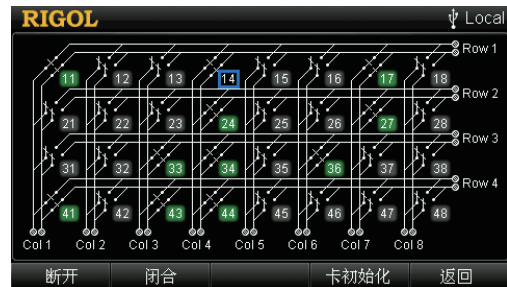 RIGOL Local
Row 1
11 12 13 14 15 16 17 18
Row 2
21 22 23 24 25 26 27 28
Row 3
31 32 33 34 35 36 37 38
Row 4
41 42 43 44 45 46 47 48
Col 1 Col 2 Col 3 Col 4 Col 5 Col 6 Col 7 Col 8
断开 闭合 卡初始化 返回